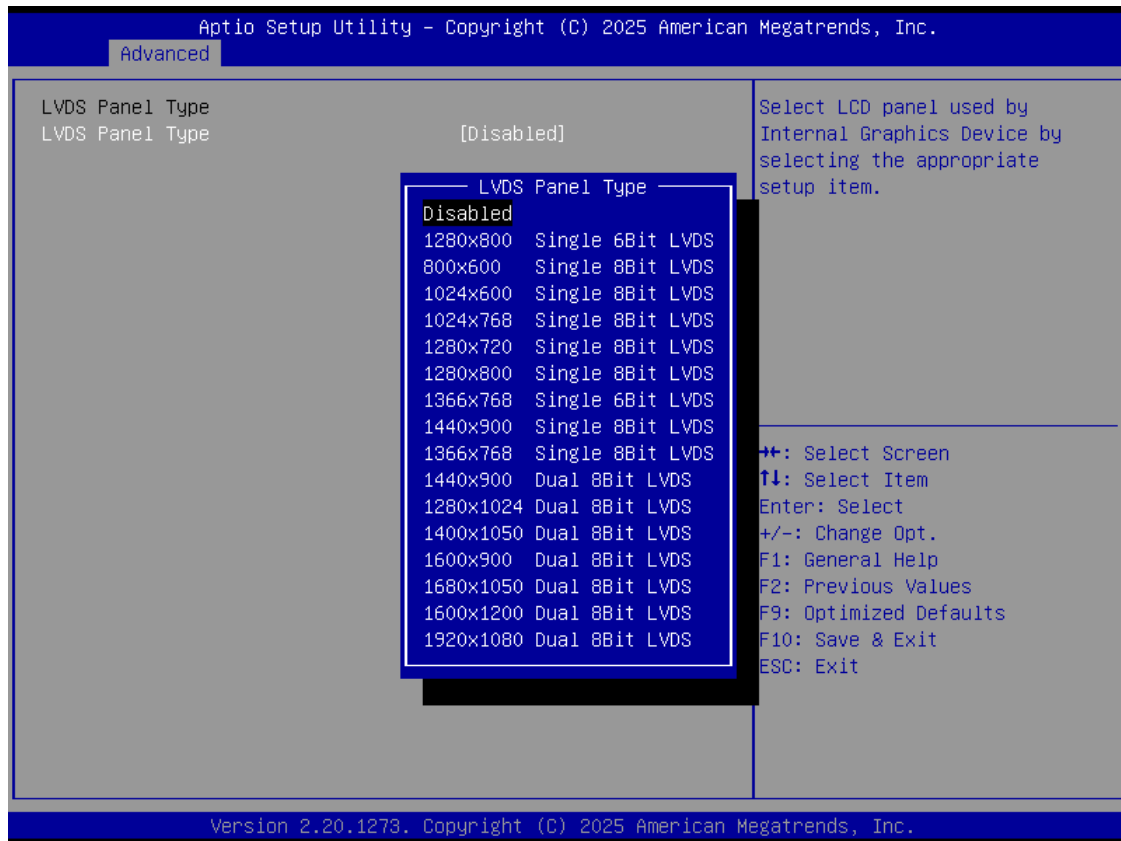 Aptio Setup Utility - Copyright (C) 2025 American Megatrends, Inc.
Advanced
LVDS Panel Type
LVDS Panel Type [Disabled]
LVDS Panel Type
Disabled
1280x800 Single 6Bit LVDS
800x600 Single 8Bit LVDS
1024x600 Single 8Bit LVDS
1024x768 Single 8Bit LVDS
1280x720 Single 8Bit LVDS
1280x800 Single 8Bit LVDS
1366x768 Single 6Bit LVDS
1440x900 Single 8Bit LVDS
1366x768 Single 8Bit LVDS
1440x900 Dual 8Bit LVDS
1280x1024 Dual 8Bit LVDS
1400x1050 Dual 8Bit LVDS
1600x900 Dual 8Bit LVDS
1680x1050 Dual 8Bit LVDS
1600x1200 Dual 8Bit LVDS
1920x1080 Dual 8Bit LVDS
Select LCD panel used by
Internal Graphics Device by
selecting the appropriate
setup item.
→←: Select Screen
↑↓: Select Item
Enter: Select
+/-: Change Opt.
F1: General Help
F2: Previous Values
F9: Optimized Defaults
F10: Save & Exit
ESC: Exit
Version 2.20.1273. Copyright (C) 2025 American Megatrends, Inc.